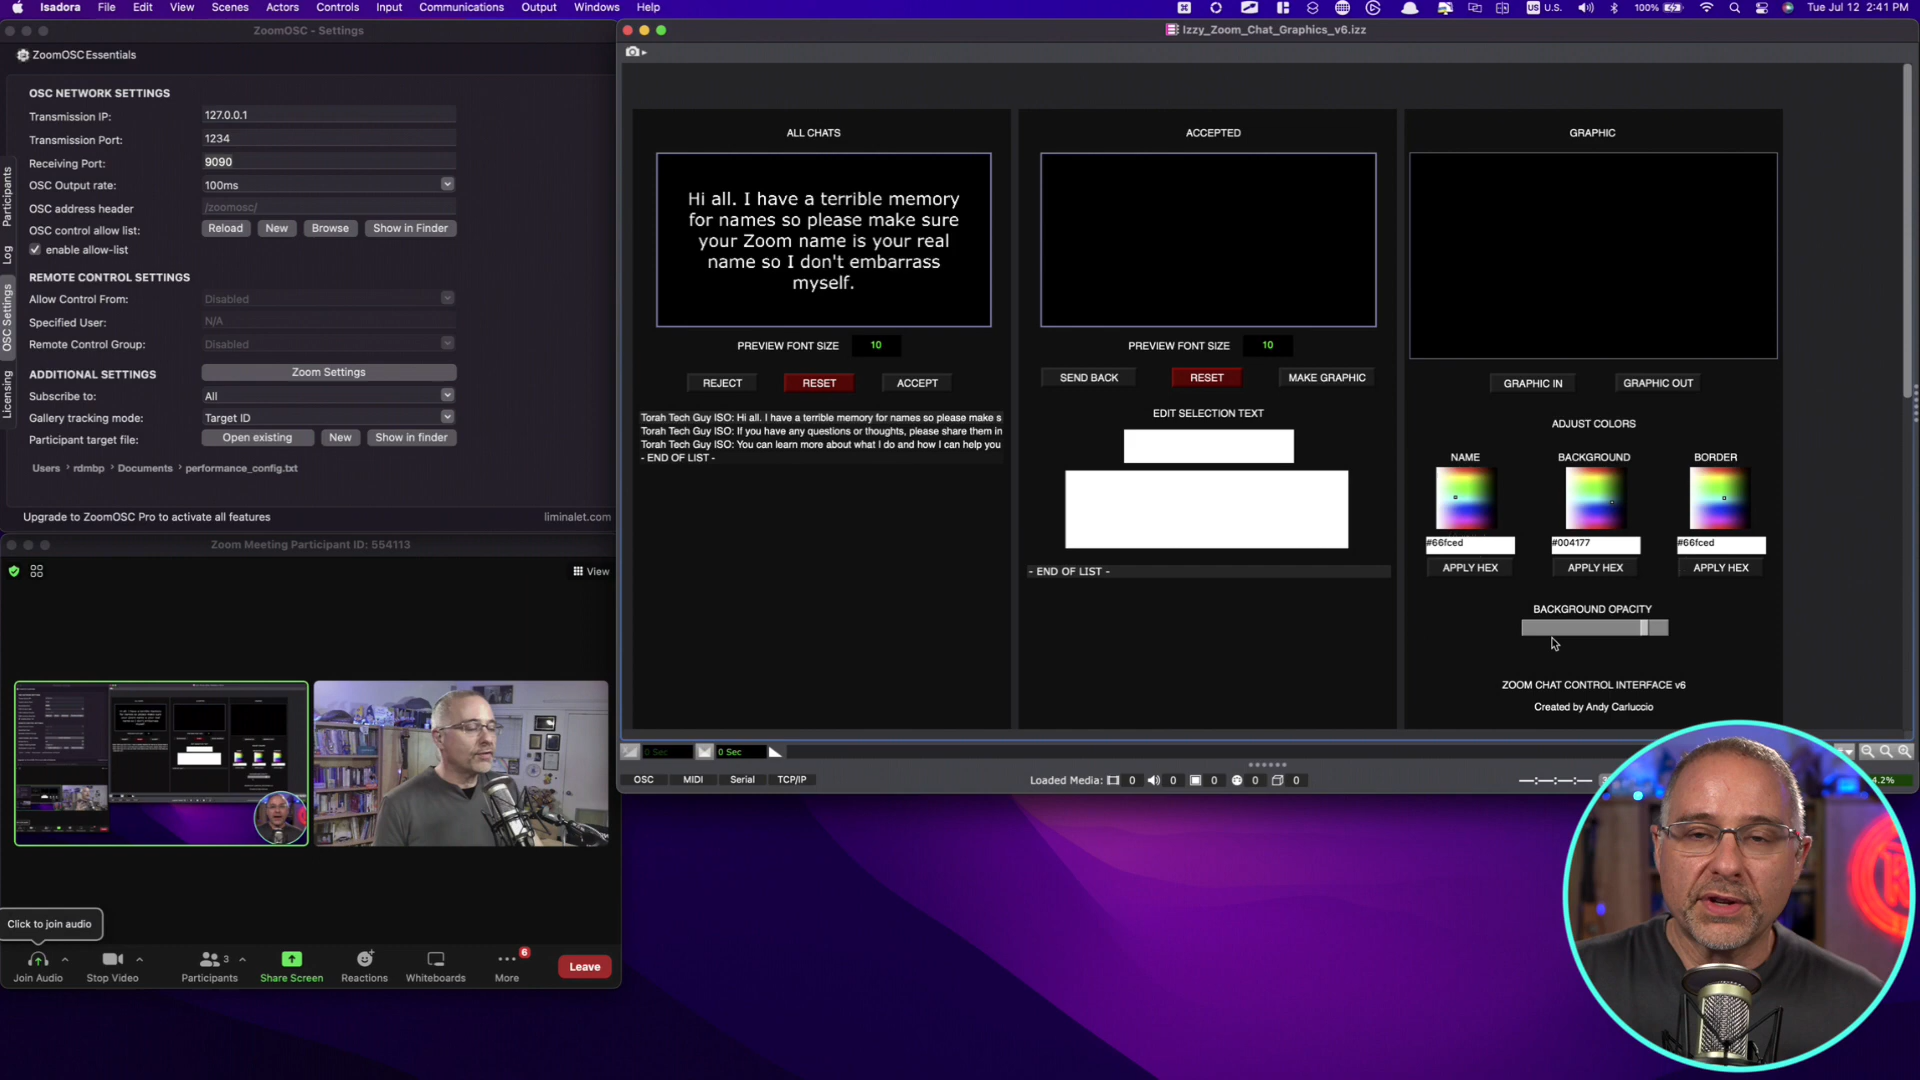 Isadora File Edit View Scenes Actors Controls Input Communications Output Windows Help
US U.S. 100% Tue Jul 12 2:41 PM
ZoomOSC - Settings
ZoomOSC Essentials
Participants
Log
OSC Settings
Licensing
OSC NETWORK SETTINGS
Transmission IP: 127.0.0.1
Transmission Port: 1234
Receiving Port: 9090
OSC Output rate: 100ms
OSC address header /zoomosc/
OSC control allow list: Reload New Browse Show in Finder
enable allow-list
REMOTE CONTROL SETTINGS
Allow Control From: Disabled
Specified User: N/A
Remote Control Group: Disabled
ADDITIONAL SETTINGS Zoom Settings
Subscribe to: All
Gallery tracking mode: Target ID
Participant target file: Open existing New Show in finder
Users Documents rdmbp performance_config.txt
Upgrade to ZoomOSC Pro to activate all features liminalet.com
Zoom Meeting Participant ID: 554113
View
Click to join audio
Join Audio Stop Video Participants 3 Share Screen Reactions Whiteboards More 6 Leave
Izzy_Zoom_Chat_Graphics_v6.izz
ALL CHATS
Hi all. I have a terrible memory
for names so please make sure
your Zoom name is your real
name so I don't embarrass
myself.
PREVIEW FONT SIZE 10
REJECT RESET ACCEPT
Torah Tech Guy ISO: Hi all. I have a terrible memory for names so please make s
Torah Tech Guy ISO: If you have any questions or thoughts, please share them in
Torah Tech Guy ISO: You can learn more about what I do and how I can help you
- END OF LIST -
ACCEPTED
PREVIEW FONT SIZE 10
SEND BACK RESET MAKE GRAPHIC
EDIT SELECTION TEXT
- END OF LIST -
GRAPHIC
GRAPHIC IN GRAPHIC OUT
ADJUST COLORS
NAME BACKGROUND BORDER
#66fced #004177 #66fced
APPLY HEX APPLY HEX APPLY HEX
BACKGROUND OPACITY
ZOOM CHAT CONTROL INTERFACE v6
Created by Andy Carluccio
0 Sec 0 Sec
OSC MIDI Serial TCP/IP
Loaded Media: 0 0 0 0 0
4.2%